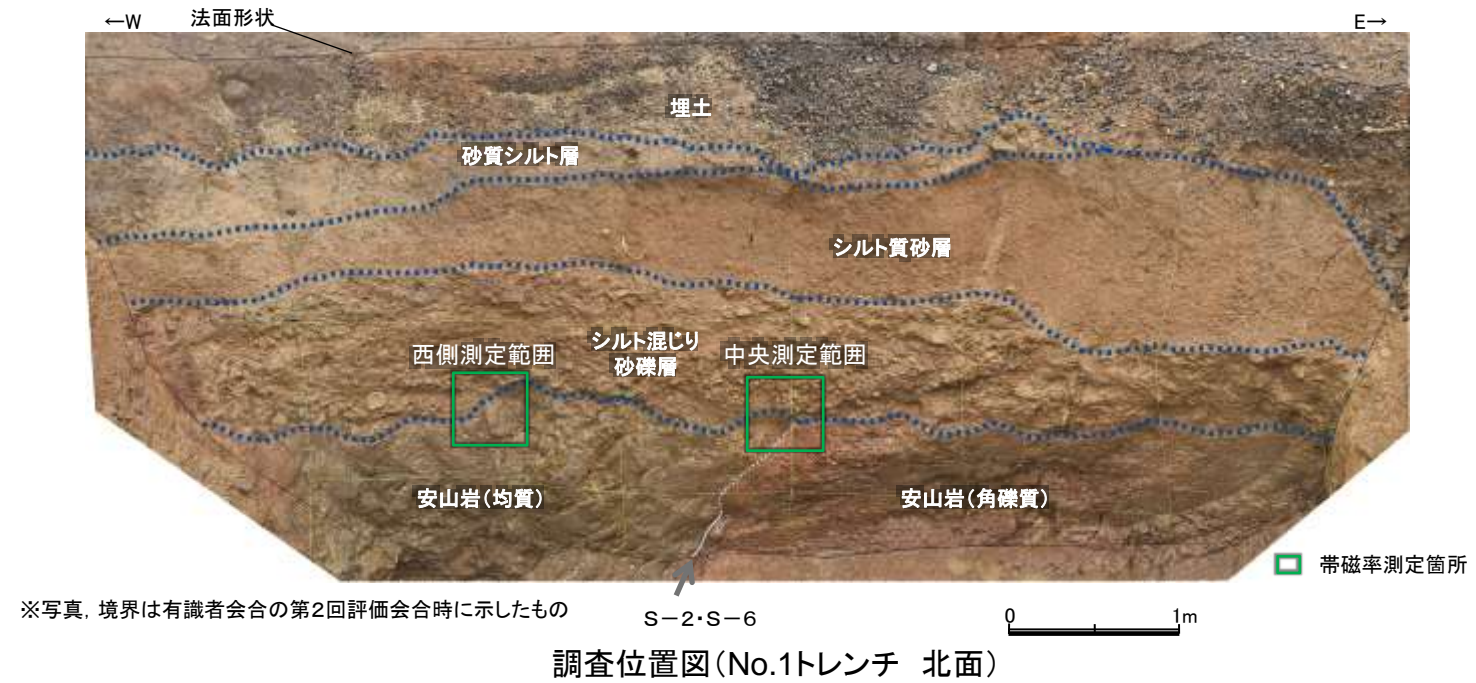 ←W
法面形状
E→
埋土
砂質シルト層
シルト質砂層
シルト混じり
砂礫層
西側測定範囲
中央測定範囲
安山岩(均質)
安山岩(角礫質)
帯磁率測定箇所
※写真, 境界は有識者会合の第2回評価会合時に示したもの
S-2・S-6
0
1m
調査位置図(No.1トレンチ 北面)